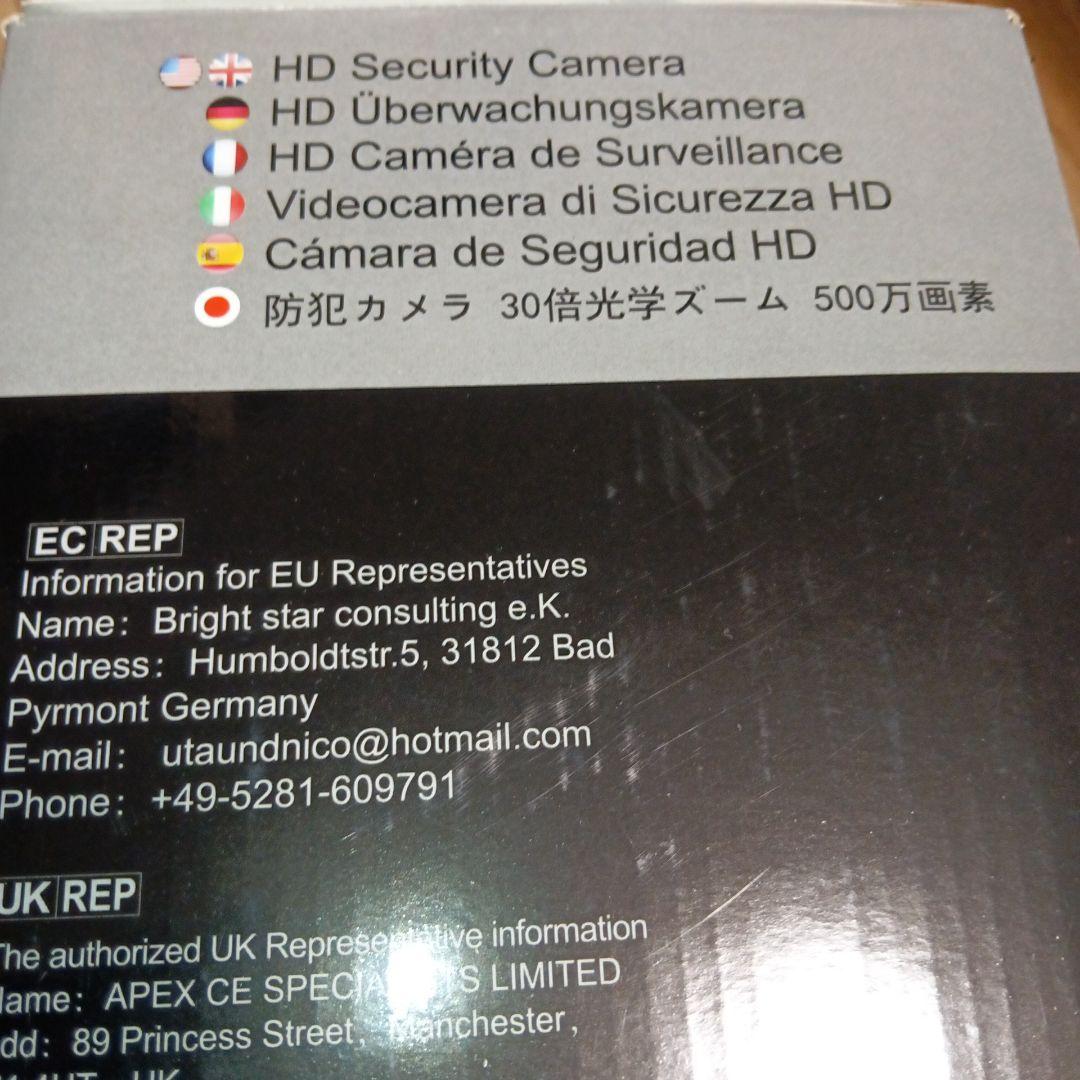 HD Security Camera
HD Überwachungskamera
HD Caméra de Surveillance
Videocamera di Sicurezza HD
Cámara de Seguridad HD
防犯カメラ 30倍光学ズーム 500万画素
EC REP
Information for EU Representatives
Name: Bright star consulting e.K.
Address: Humboldtstr.5, 31812 Bad
Pyrmont Germany
E-mail: utaundnico@hotmail.com
Phone: +49-5281-609791
UK REP
The authorized UK Representative information
Name: APEX CE LIMITED
89 Princess Street, Manchester,
UK